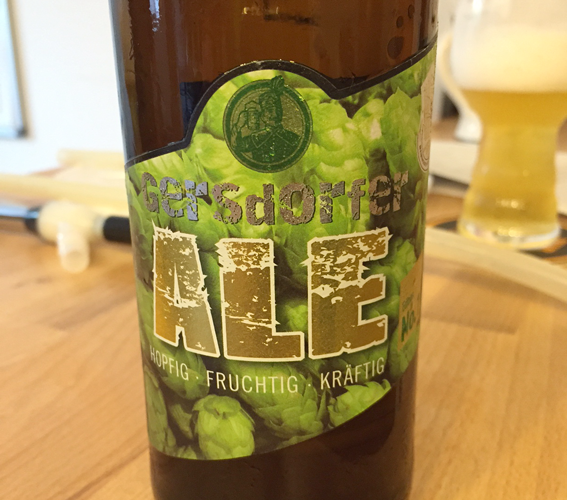 Gersdorfer
ALE
HOPFIG · FRUCHTIG · KRÄFTIG